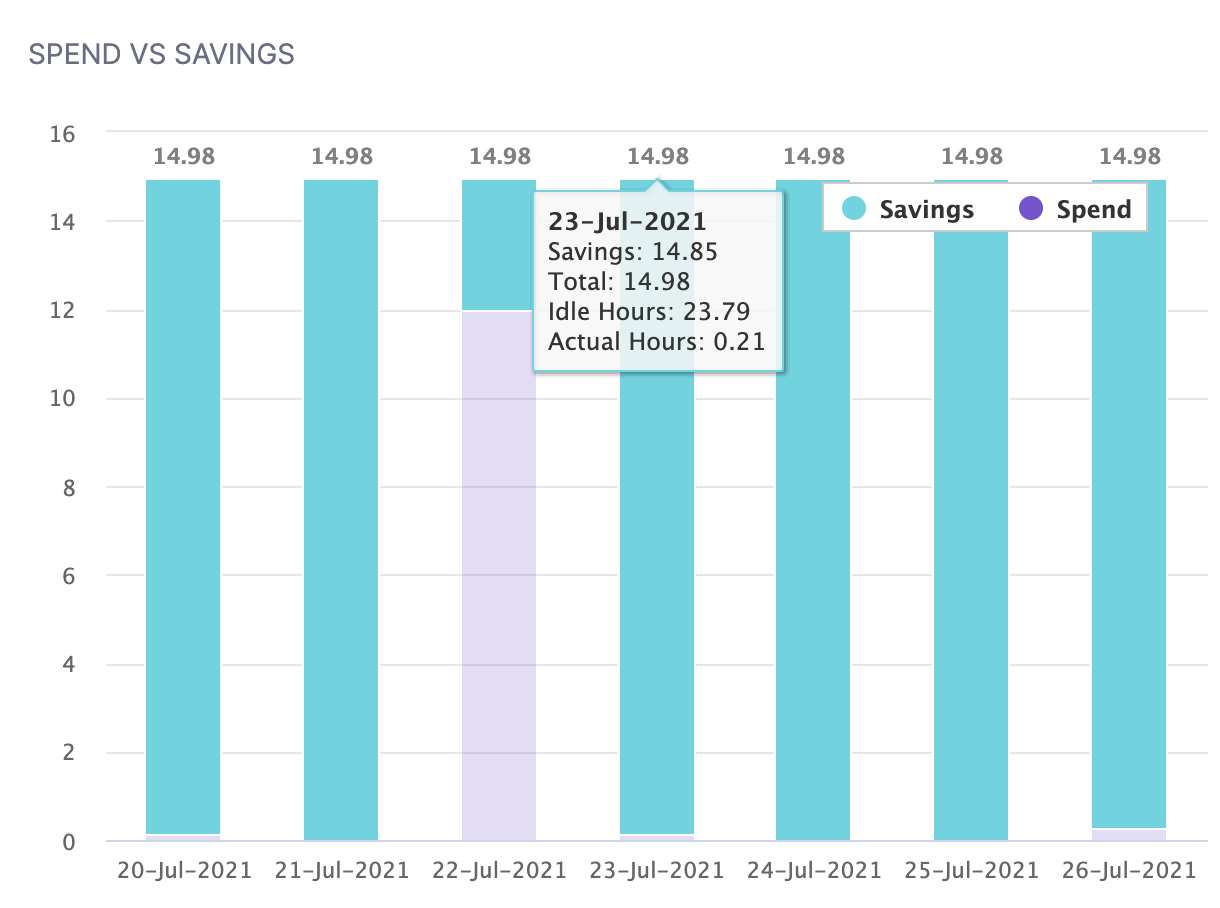 SPEND VS SAVINGS
16
14.98 14.98 14.98 14.98 14.98 14.98 14.98
14
Savings Spend
23-Jul-2021
Savings: 14.85
Total: 14.98
Idle Hours: 23.79
Actual Hours: 0.21
12
10
8
6
4
2
0
20-Jul-2021 21-Jul-2021 22-Jul-2021 23-Jul-2021 24-Jul-2021 25-Jul-2021 26-Jul-2021